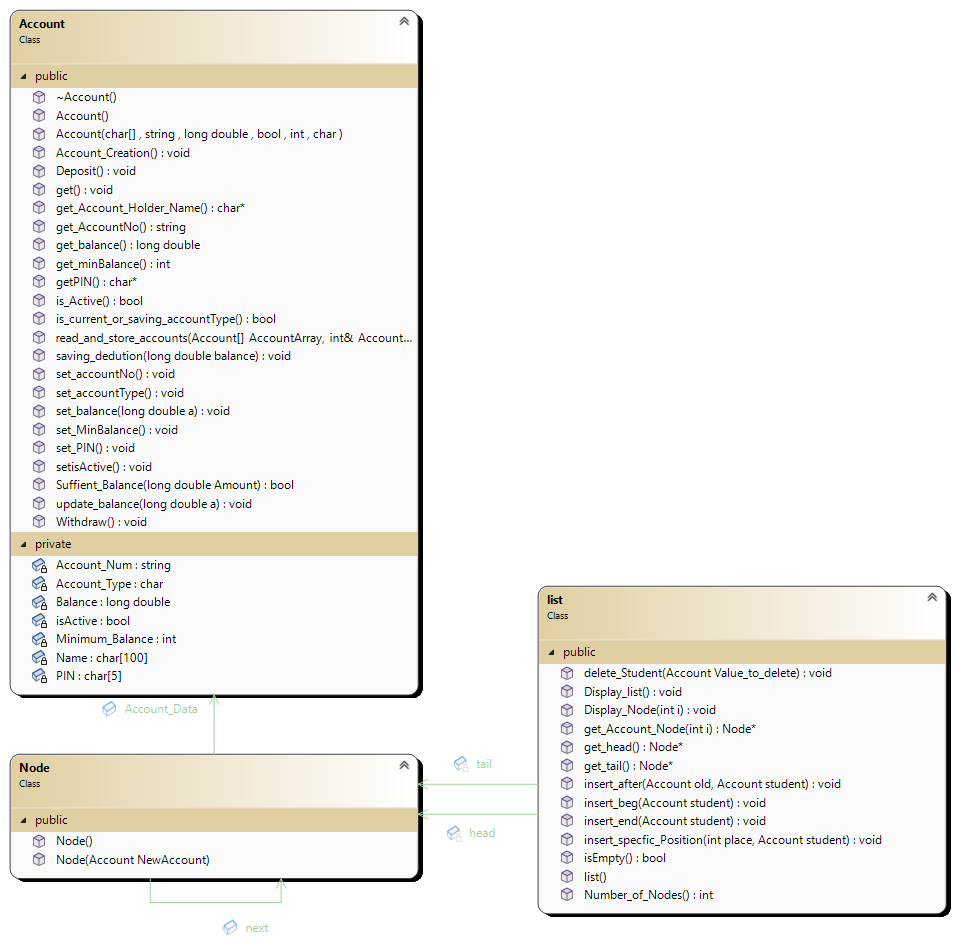 Account
Class
public
~Account()
Account()
Account(char[] , string , long double , bool , int , char )
Account_Creation() : void
Deposit() : void
get() : void
get_Account_Holder_Name() : char*
get_AccountNo() : string
get_balance() : long double
get_minBalance() : int
getPIN() : char*
is_Active() : bool
is_current_or_saving_accountType() : bool
read_and_store_accounts(Account[] AccountArray, int& Account...
saving_dedution(long double balance) : void
set_accountNo() : void
set_accountType() : void
set_balance(long double a) : void
set_MinBalance() : void
set_PIN() : void
setisActive() : void
Suffient_Balance(long double Amount) : bool
update_balance(long double a) : void
Withdraw() : void
private
Account_Num : string
Account_Type : char
Balance : long double
isActive : bool
Minimum_Balance : int
Name : char[100]
PIN : char[5]
Account_Data
Node
Class
public
Node()
Node(Account NewAccount)
next
tail
head
list
Class
public
delete_Student(Account Value_to_delete) : void
Display_list() : void
Display_Node(int i) : void
get_Account_Node(int i) : Node*
get_head() : Node*
get_tail() : Node*
insert_after(Account old, Account student) : void
insert_beg(Account student) : void
insert_end(Account student) : void
insert_specfic_Position(int place, Account student) : void
isEmpty() : bool
list()
Number_of_Nodes() : int